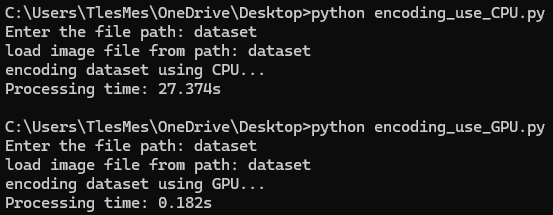 C:\Users\TlesMes\OneDrive\Desktop>python encoding_use_CPU.py
Enter the file path: dataset
load image file from path: dataset
encoding dataset using CPU...
Processing time: 27.374s
C:\Users\TlesMes\OneDrive\Desktop>python encoding_use_GPU.py
Enter the file path: dataset
load image file from path: dataset
encoding dataset using GPU...
Processing time: 0.182s